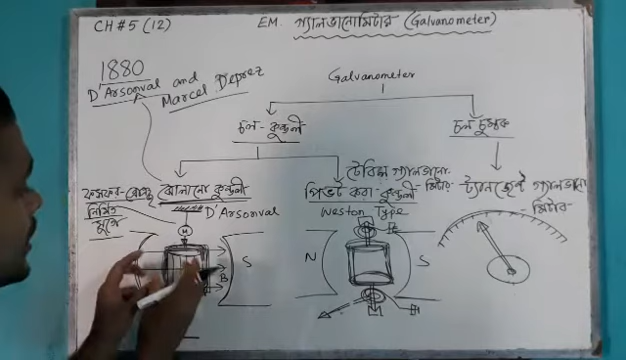 CH#5 (12)
EM. গ্যালভানোমিটার (Galvanometer)
1880
D'Arsonval and
Marcel Deprez
Galvanometer
চল-কুন্ডলী
চল চুম্বক
টেবিল গ্যালভানো-
মিটার
ঝোলানো কুন্ডলী
পিভট করা-কুন্ডলী
ট্যানজেন্ট গ্যালভানো
মিটার
ফসফর-ব্রোঞ্জ
নির্মিত
D'Arsonval
Weston Type
M
N
S
B
N
S
M